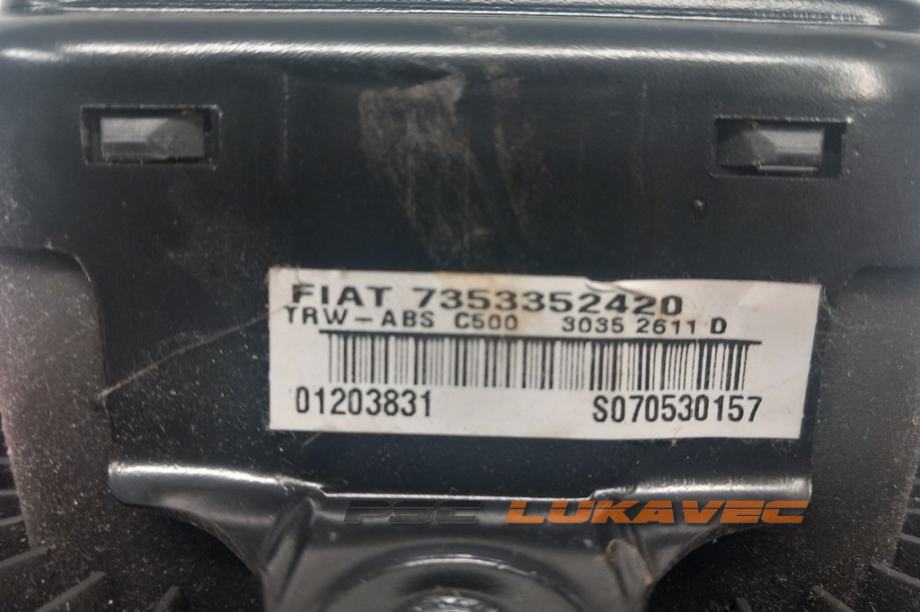 FIAT 7353352420
TRW-ABS C500 3035 2611 D
01203831 S070530157
PSC LUKAVEC